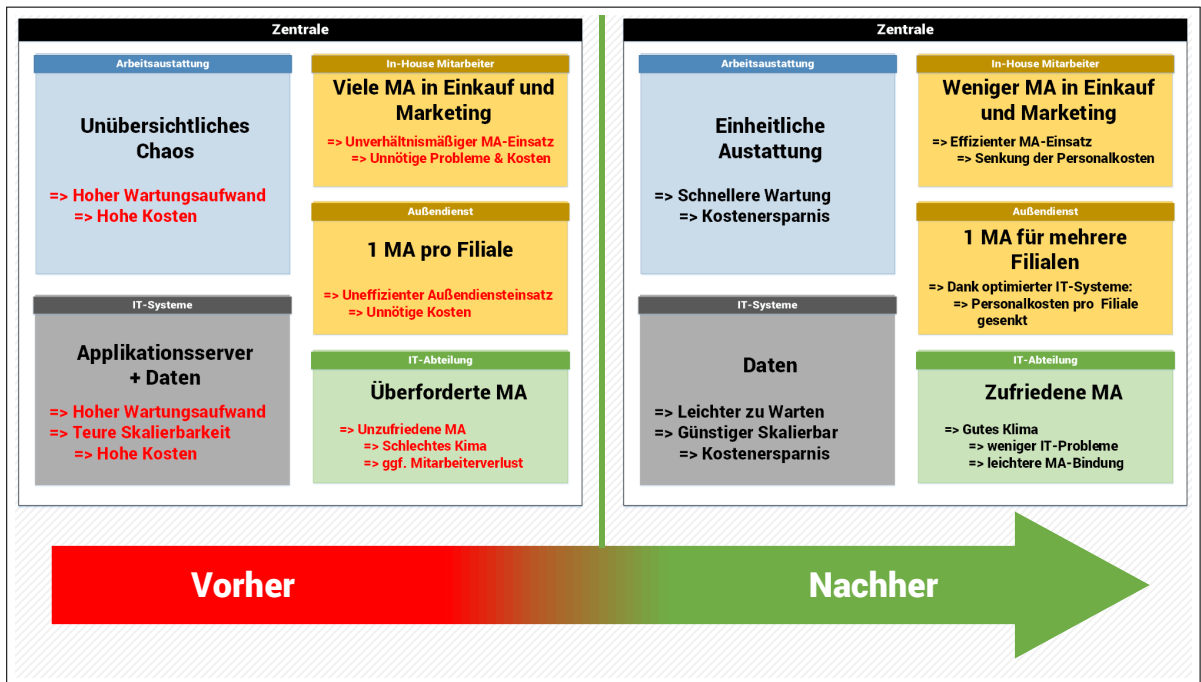 Zentrale
Arbeitsaustattung
Unübersichtliches
Chaos
=> Hoher Wartungsaufwand
=> Hohe Kosten
IT-Systeme
Applikationsserver
+ Daten
=> Hoher Wartungsaufwand
=> Teure Skalierbarkeit
=> Hohe Kosten
In-House Mitarbeiter
Viele MA in Einkauf und
Marketing
=> Unverhältnismäßiger MA-Einsatz
=> Unnötige Probleme & Kosten
Außendienst
1 MA pro Filiale
=> Uneffizienter Außendiensteinsatz
=> Unnötige Kosten
IT-Abteilung
Überforderte MA
=> Unzufriedene MA
=> Schlechtes Kima
=> ggf. Mitarbeiterverlust
Zentrale
Arbeitsaustattung
Einheitliche
Austattung
=> Schnellere Wartung
=> Kostenersparnis
IT-Systeme
Daten
=> Leichter zu Warten
=> Günstiger Skalierbar
=> Kostenersparnis
In-House Mitarbeiter
Weniger MA in Einkauf
und Marketing
=> Effizienter MA-Einsatz
=> Senkung der Personalkosten
Außendienst
1 MA für mehrere
Filialen
=> Dank optimierter IT-Systeme:
=> Personalkosten pro Filiale
gesenkt
IT-Abteilung
Zufriedene MA
=> Gutes Klima
=> weniger IT-Probleme
=> leichtere MA-Bindung
Vorher
Nachher